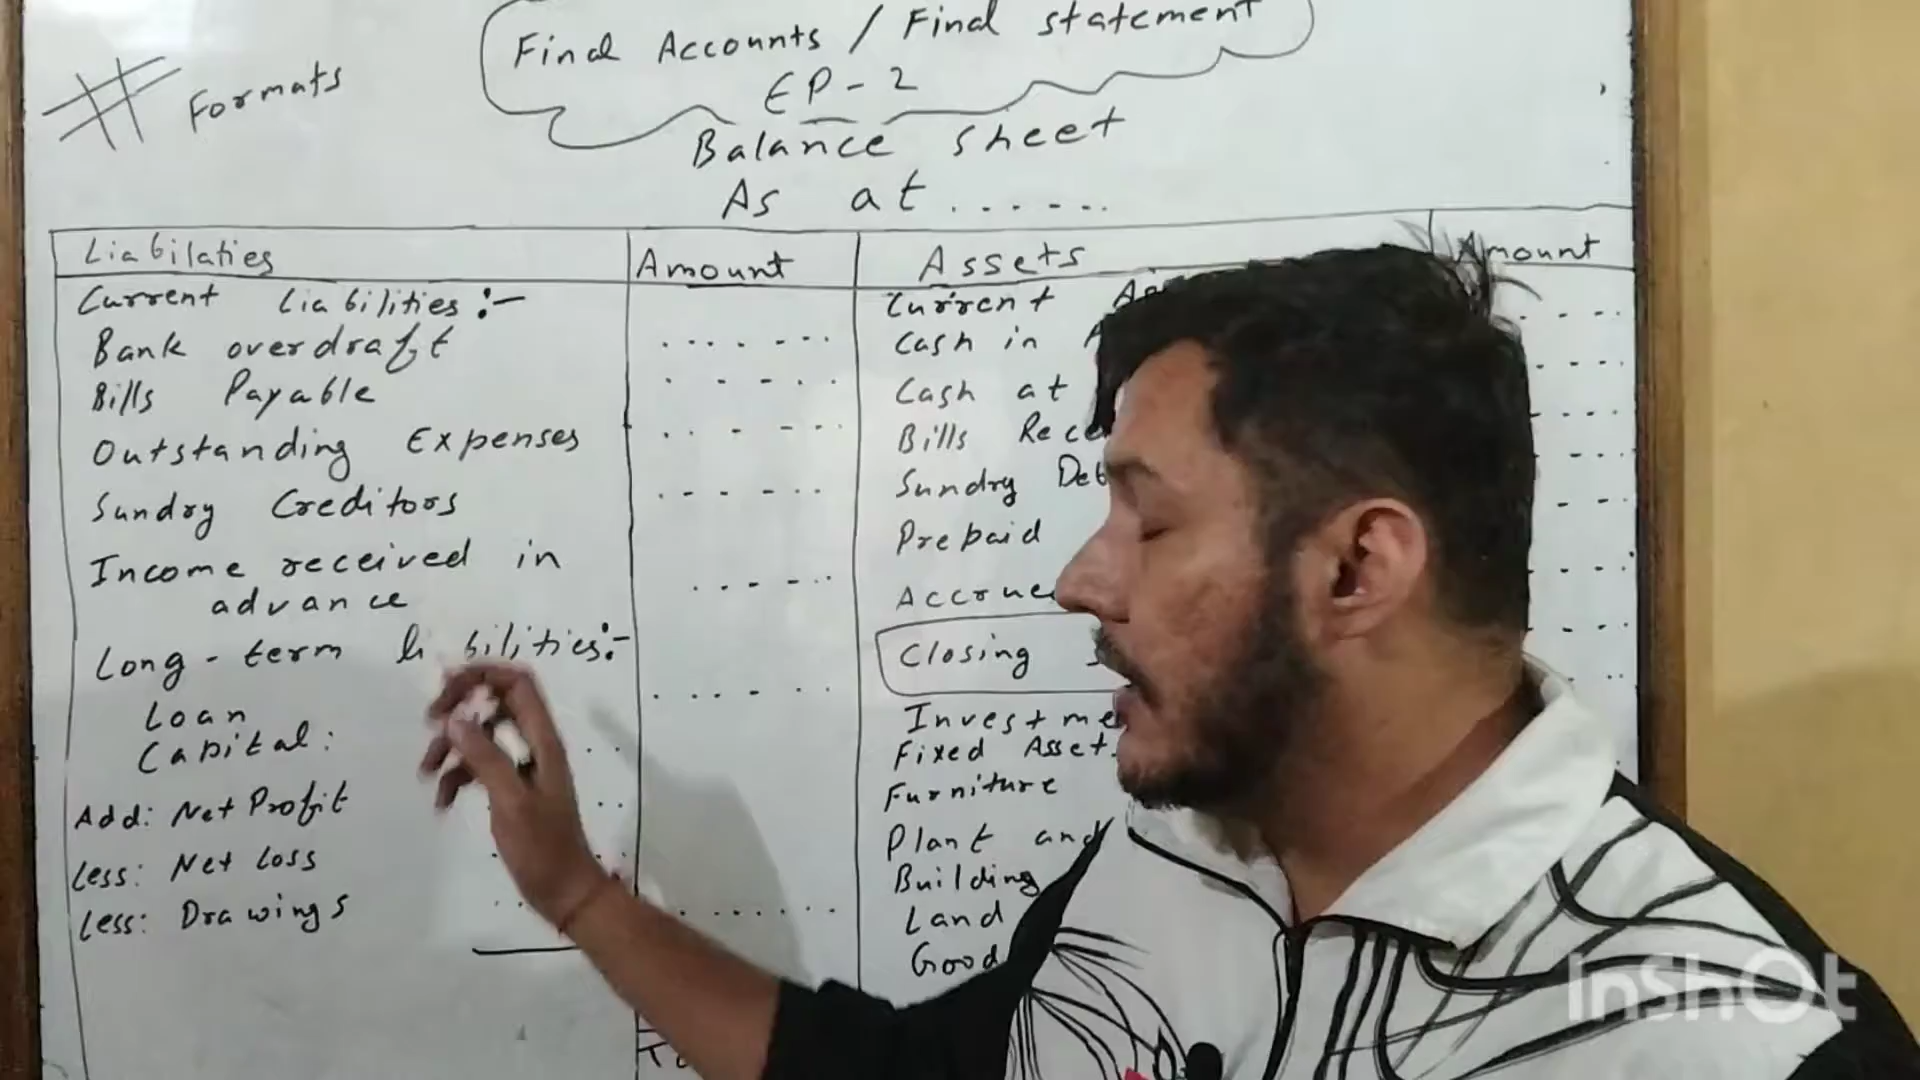 Formats
Final Accounts / Final statement
EP-2
Balance sheet
As at ......
Liabilaties
Amount
Assets
Amount
Current Liabilities :-
Bank overdraft
Bills Payable
Outstanding Expenses
Sundry Creditors
Income received in
advance
Long-term
Loan
Capital:
Add: Net Profit
Less: Net Loss
Less: Drawings
Current
Cash in
Cash at
Bills
Sundry
Prepaid
Closing
Fixed
Furniture
Plant and
Building
Land
InShOt